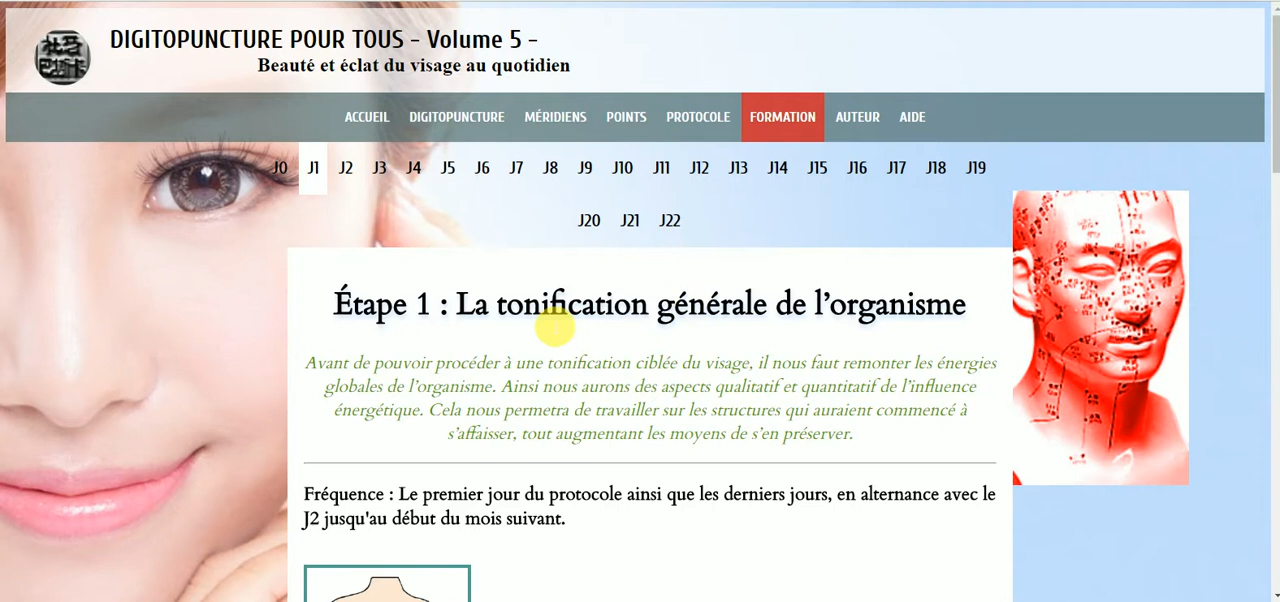 DIGITOPUNCTURE POUR TOUS - Volume 5 -
Beauté et éclat du visage au quotidien
ACCUEIL DIGITOPUNCTURE MÉRIDIENS POINTS PROTOCOLE FORMATION AUTEUR AIDE
J0 J1 J2 J3 J4 J5 J6 J7 J8 J9 J10 J11 J12 J13 J14 J15 J16 J17 J18 J19
J20 J21 J22
Étape 1 : La tonification générale de l'organisme
Avant de pouvoir procéder à une tonification ciblée du visage, il nous faut remonter les énergies
globales de l'organisme. Ainsi nous aurons des aspects qualitatif et quantitatif de l'influence
énergétique. Cela nous permetra de travailler sur les structures qui auraient commencé à
s'affaisser, tout augmentant les moyens de s'en préserver.
Fréquence : Le premier jour du protocole ainsi que les derniers jours, en alternance avec le
J2 jusqu'au début du mois suivant.